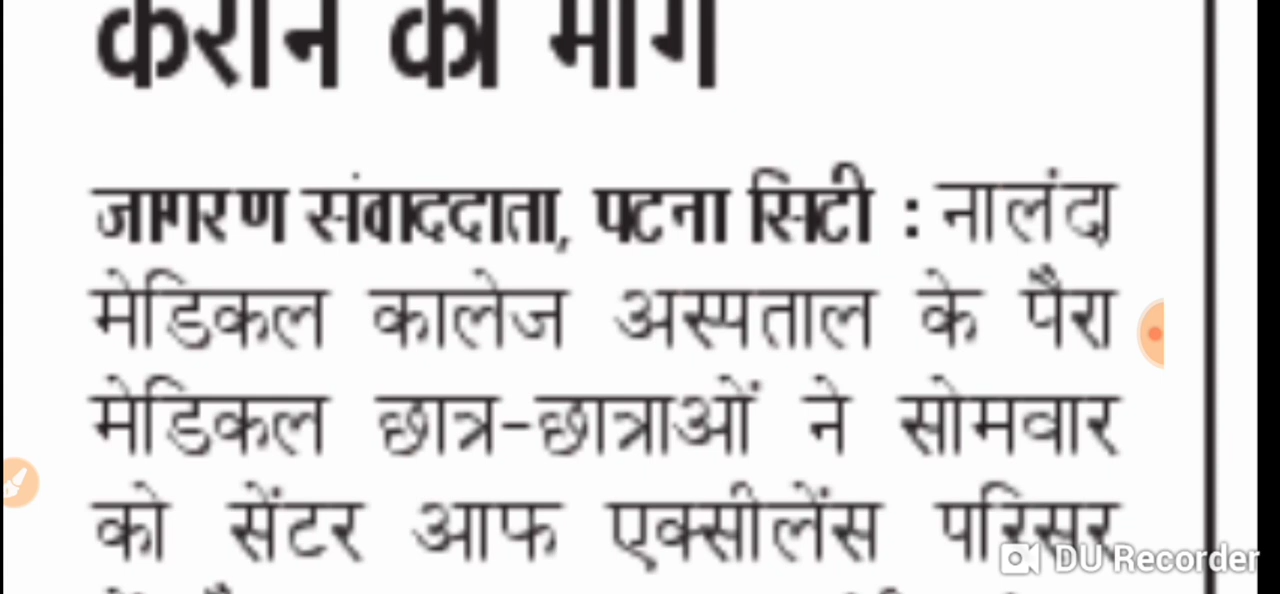 कराने की मांग
जागरण संवाददाता, पटना सिटी : नालंदा
मेडिकल कालेज अस्पताल के पैरा
मेडिकल छात्र-छात्राओं ने सोमवार
को सेंटर आफ एक्सीलेंस परिसर
DU Recorder